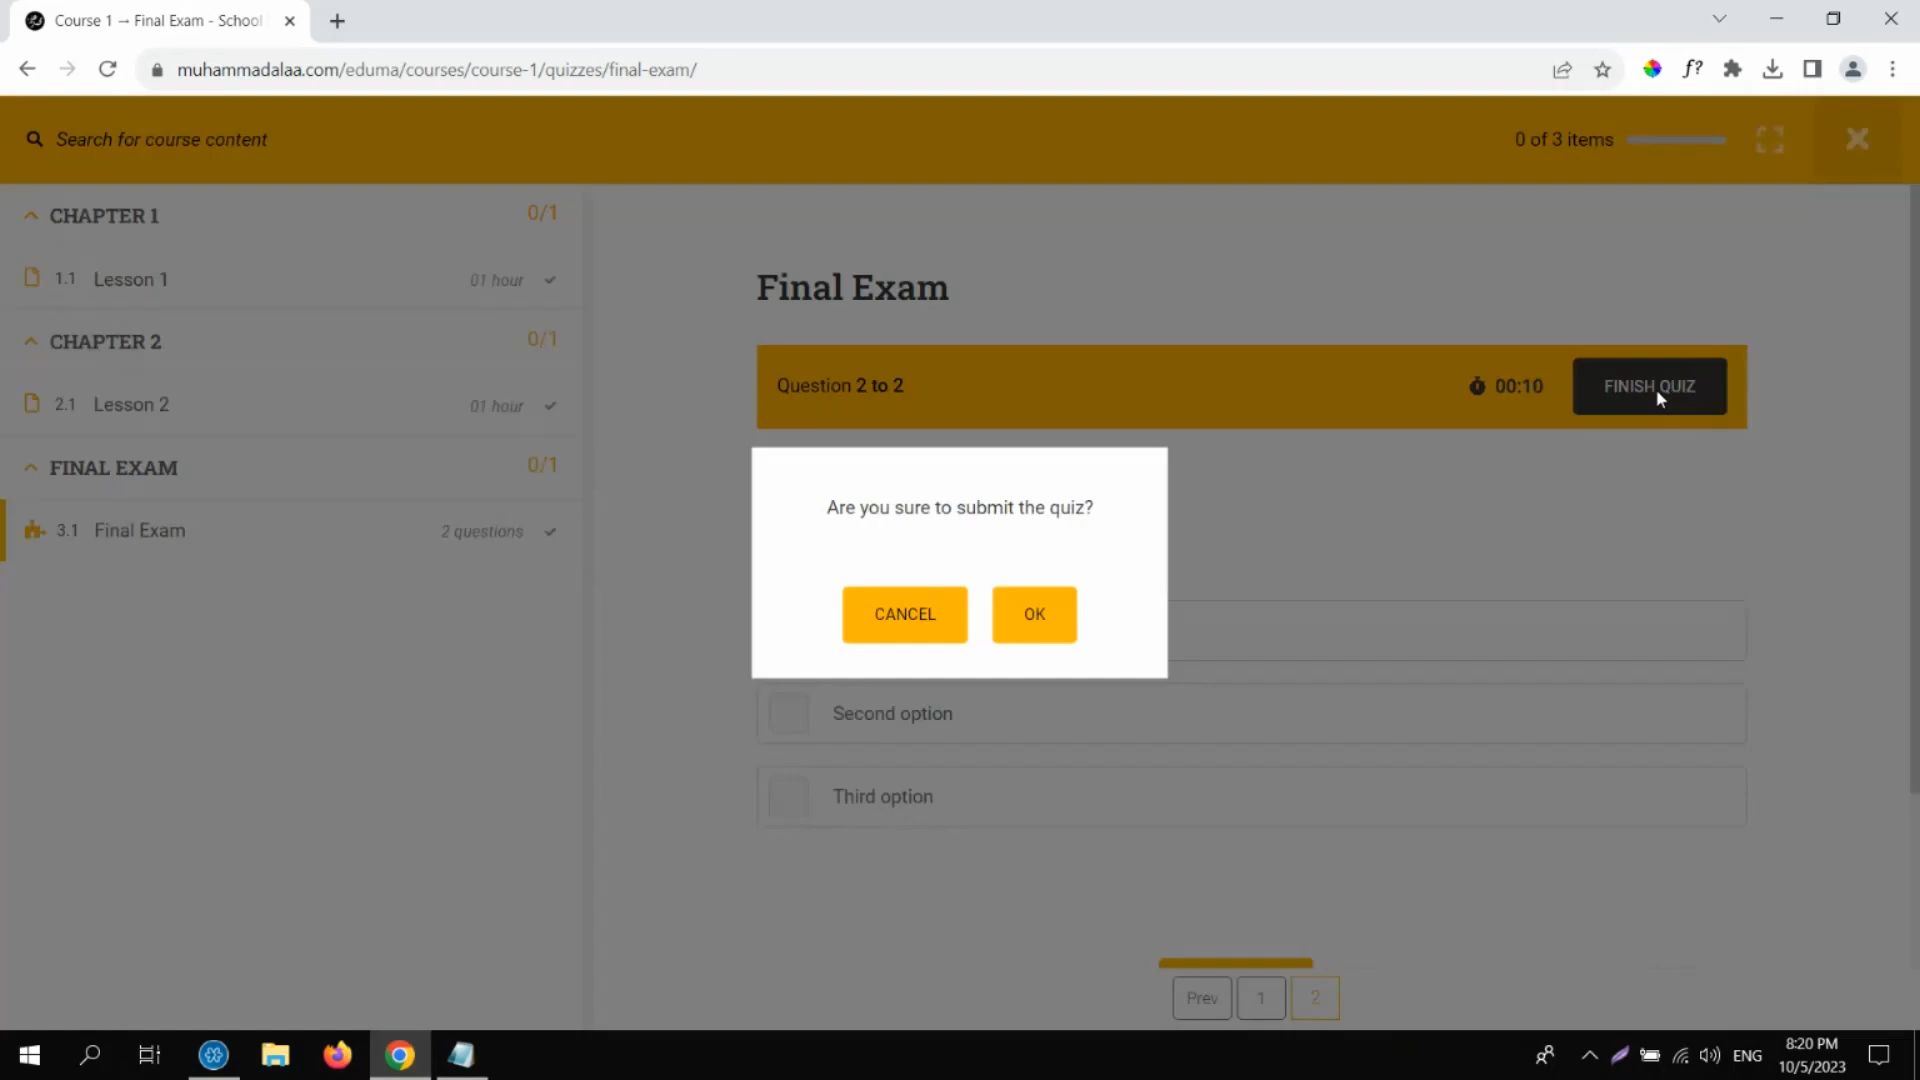 Course 1 → Final Exam - School
muhammadalaa.com/eduma/courses/course-1/quizzes/final-exam/
f?
Search for course content
0 of 3 items
CHAPTER 1
0/1
1.1 Lesson 1
01 hour
CHAPTER 2
0/1
2.1 Lesson 2
01 hour
FINAL EXAM
0/1
3.1 Final Exam
2 questions
Final Exam
Question 2 to 2
00:10
FINISH QUIZ
Are you sure to submit the quiz?
CANCEL
OK
Second option
Third option
Prev
1
2
ENG
8:20 PM
10/5/2023